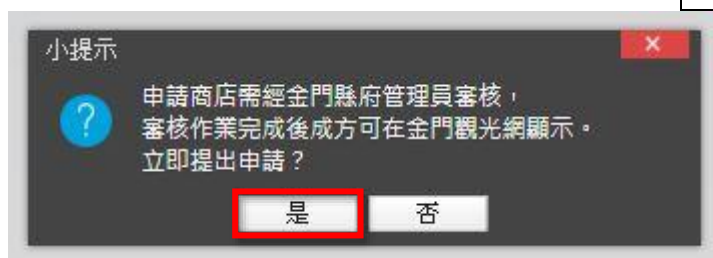 小提示
申請商店需經金門縣府管理員審核，
審核作業完成後成方可在金門觀光網顯示。
立即提出申請？
是
否